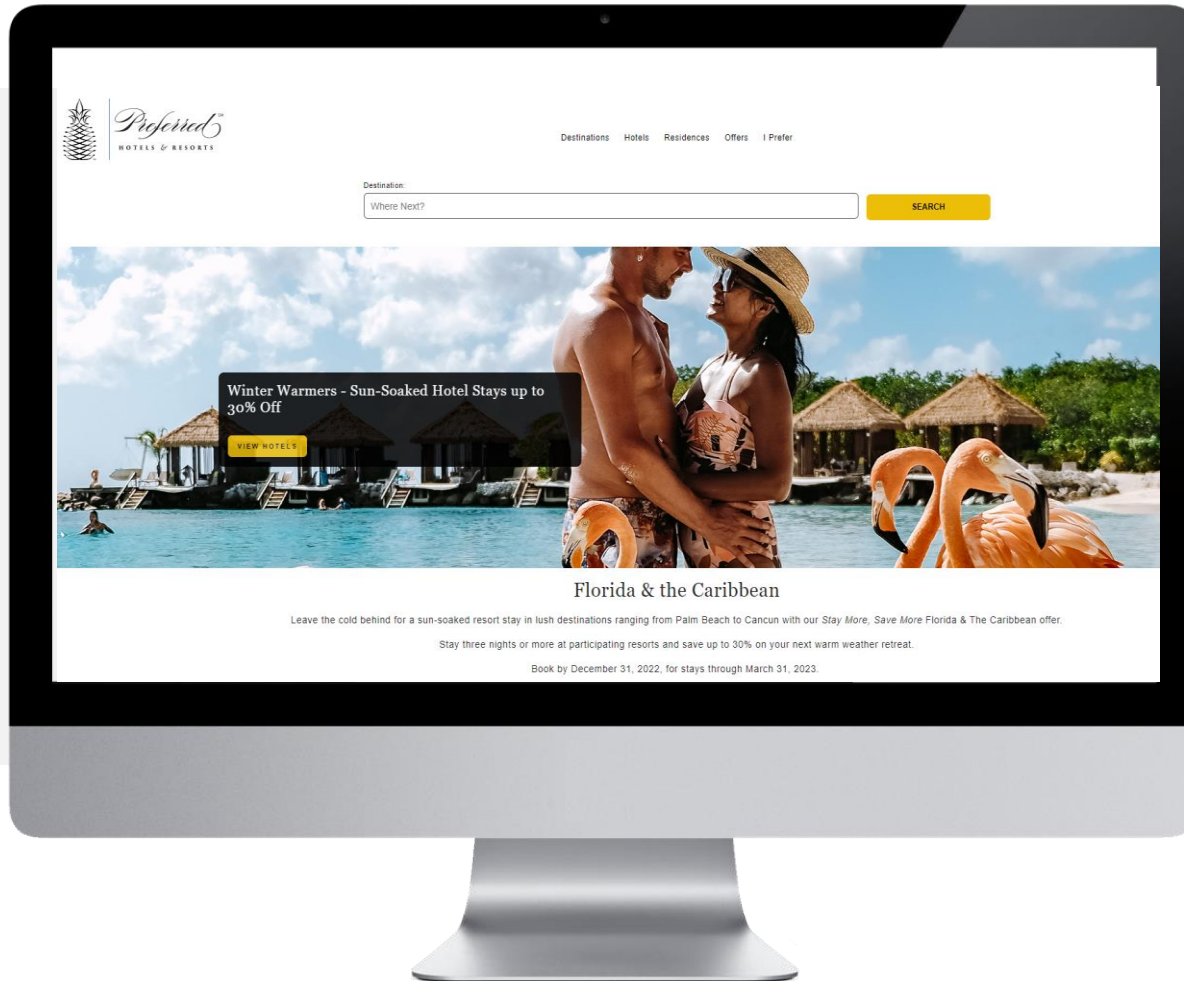 Preferred™
HOTELS & RESORTS
Destinations Hotels Residences Offers I Prefer
Destination:
Where Next?
SEARCH
Winter Warmers - Sun-Soaked Hotel Stays up to
30% Off
VIEW HOTELS
Florida & the Caribbean
Leave the cold behind for a sun-soaked resort stay in lush destinations ranging from Palm Beach to Cancun with our Stay More, Save More Florida & The Caribbean offer.
Stay three nights or more at participating resorts and save up to 30% on your next warm weather retreat.
Book by December 31, 2022, for stays through March 31, 2023.